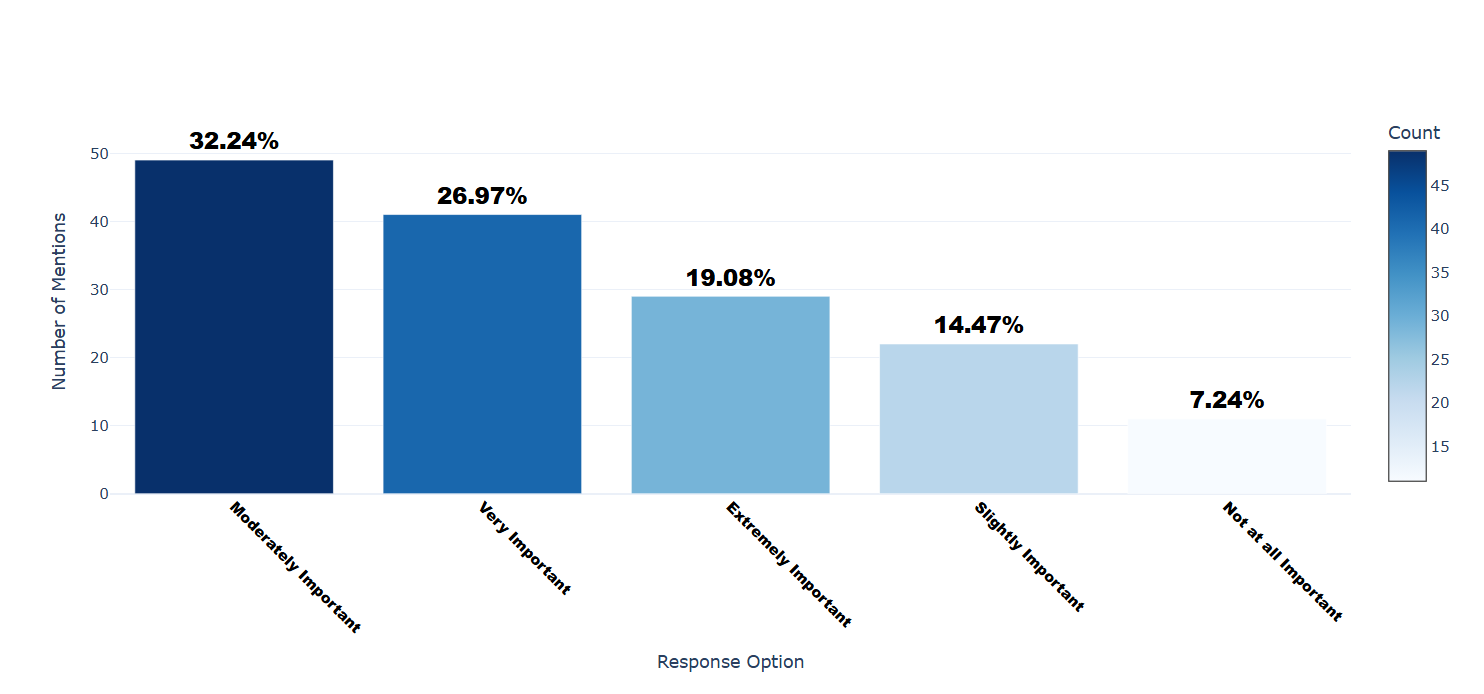 32.24%
26.97%
19.08%
14.47%
7.24%
Number of Mentions
50
40
30
20
10
0
Moderately Important
Very Important
Extremely Important
Slightly Important
Not at all Important
Response Option
Count
45
40
35
30
25
20
15